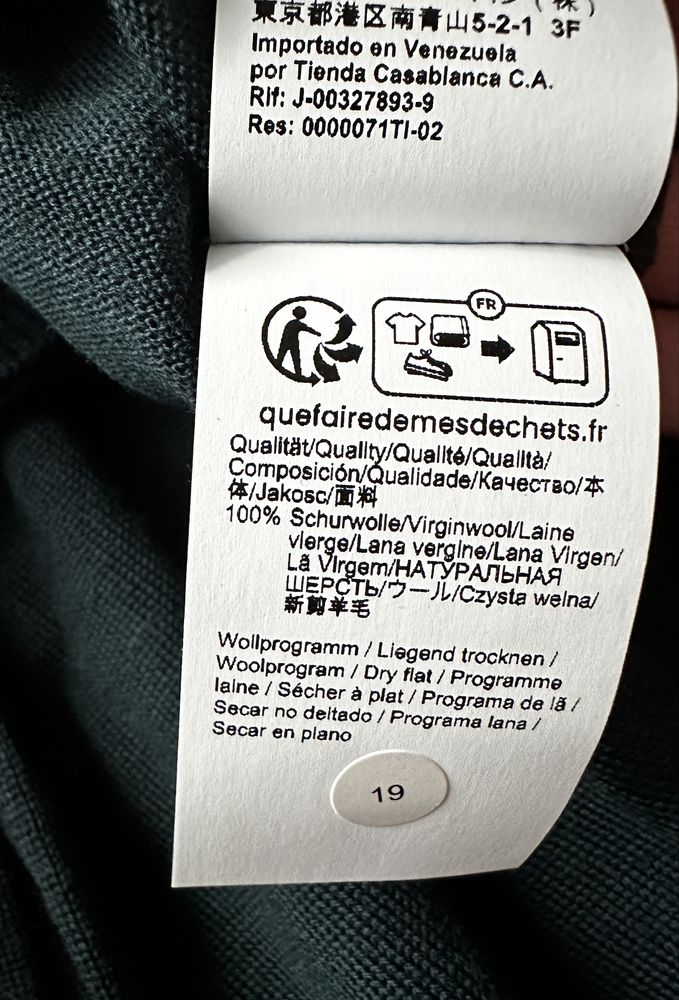 東京都港区南青山5-2-1 3F
Importado en Venezuela
por Tienda Casablanca C.A.
Rif: J-00327893-9
Res: 0000071TI-02
FR
quefairedemesdechets.fr
Qualität/Quality/Qualité/Qualità/
Composición/Qualidade/Качество/本
体/Jakosc/面料
100% Schurwolle/Virginwool/Laine
vierge/Lana vergine/Lana Virgen/
Lã Virgem/НАТУРАЛЬНАЯ
ШЕРСТЬ/ウール/Czysta welna/
新剪羊毛
Wollprogramm / Liegend trocknen /
Woolprogram / Dry flat / Programme
laine / Sécher à plat / Programa de lã /
Secar no deitado / Programa lana /
Secar en plano
19